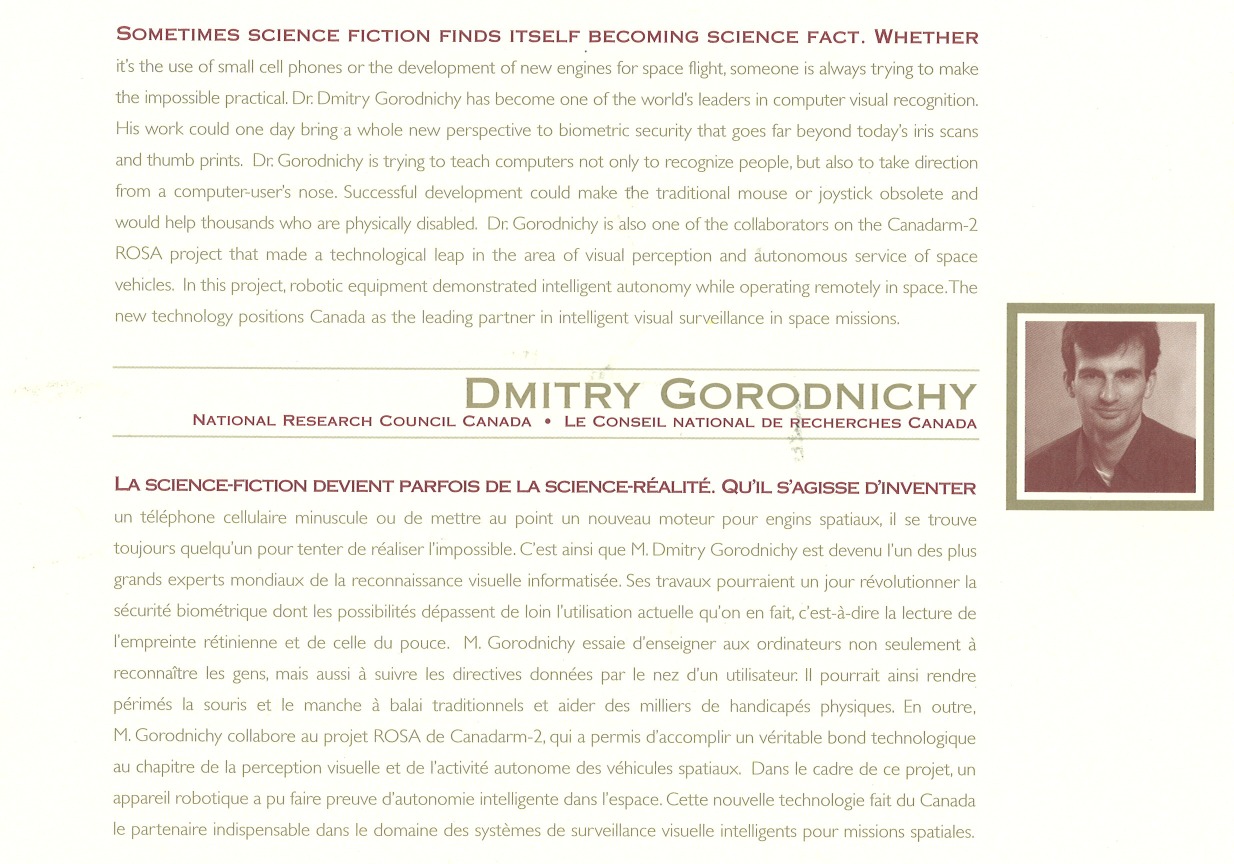 SOMETIMES SCIENCE FICTION FINDS ITSELF BECOMING SCIENCE FACT. WHETHER
it's the use of small cell phones or the development of new engines for space flight, someone is always trying to make
the impossible practical. Dr. Dmitry Gorodnichy has become one of the world's leaders in computer visual recognition.
His work could one day bring a whole new perspective to biometric security that goes far beyond today's iris scans
and thumb prints. Dr. Gorodnichy is trying to teach computers not only to recognize people, but also to take direction
from a computer-user's nose. Successful development could make the traditional mouse or joystick obsolete and
would help thousands who are physically disabled. Dr. Gorodnichy is also one of the collaborators on the Canadarm-2
ROSA project that made a technological leap in the area of visual perception and autonomous service of space
vehicles. In this project, robotic equipment demonstrated intelligent autonomy while operating remotely in space. The
new technology positions Canada as the leading partner in intelligent visual surveillance in space missions.
DMITRY GORODNICHY
NATIONAL RESEARCH COUNCIL CANADA • LE CONSEIL NATIONAL DE RECHERCHES CANADA
LA SCIENCE-FICTION DEVIENT PARFOIS DE LA SCIENCE-RÉALITÉ. QU'IL S'AGISSE D'INVENTER
un téléphone cellulaire minuscule ou de mettre au point un nouveau moteur pour engins spatiaux, il se trouve
toujours quelqu'un pour tenter de réaliser l'impossible. C'est ainsi que M. Dmitry Gorodnichy est devenu l'un des plus
grands experts mondiaux de la reconnaissance visuelle informatisée. Ses travaux pourraient un jour révolutionner la
sécurité biométrique dont les possibilités dépassent de loin l'utilisation actuelle qu'on en fait, c'est-à-dire la lecture de
l'empreinte rétinienne et de celle du pouce. M. Gorodnichy essaie d'enseigner aux ordinateurs non seulement à
reconnaître les gens, mais aussi à suivre les directives données par le nez d'un utilisateur. Il pourrait ainsi rendre
périmés la souris et le manche à balai traditionnels et aider des milliers de handicapés physiques. En outre,
M. Gorodnichy collabore au projet ROSA de Canadarm-2, qui a permis d'accomplir un véritable bond technologique
au chapitre de la perception visuelle et de l'activité autonome des véhicules spatiaux. Dans le cadre de ce projet, un
appareil robotique a pu faire preuve d'autonomie intelligente dans l'espace. Cette nouvelle technologie fait du Canada
le partenaire indispensable dans le domaine des systèmes de surveillance visuelle intelligents pour missions spatiales.